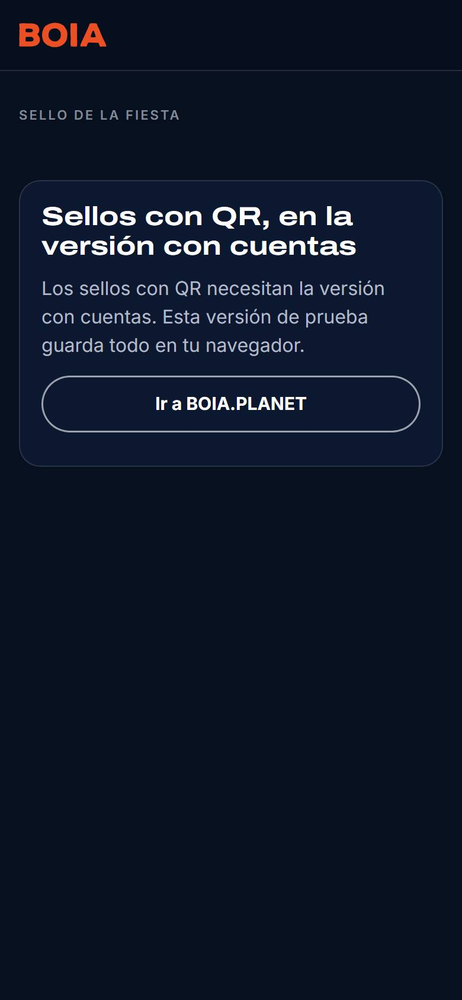 BOIA
SELLO DE LA FIESTA
Sellos con QR, en la
versión con cuentas
Los sellos con QR necesitan la versión
con cuentas. Esta versión de prueba
guarda todo en tu navegador.
Ir a BOIA.PLANET